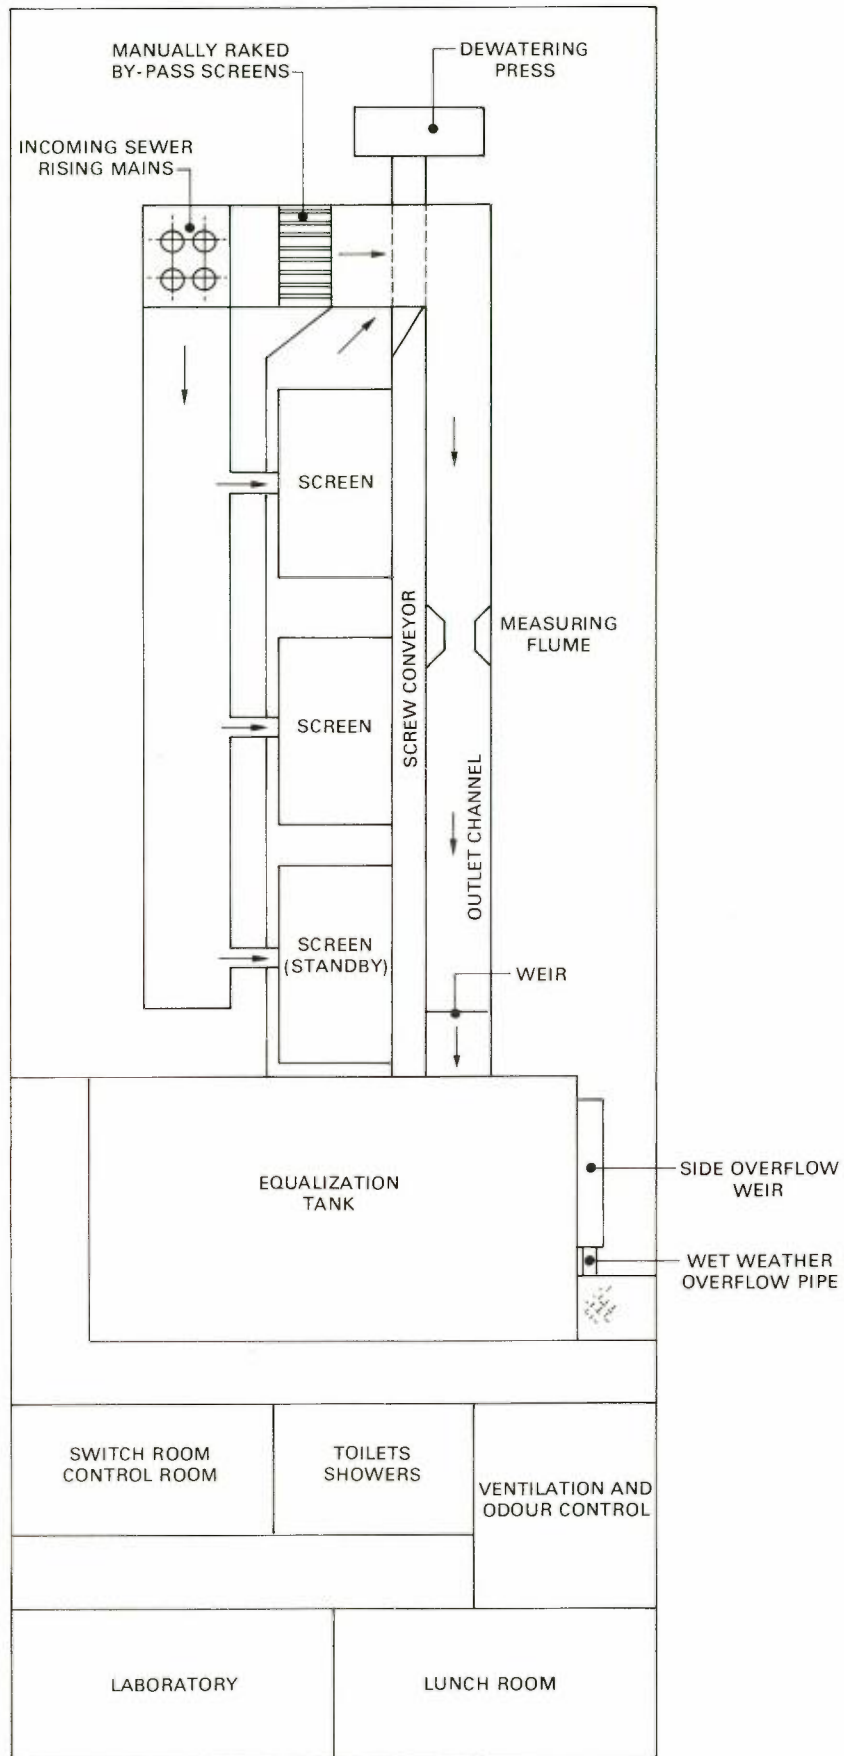 MANUALLY RAKED
BY-PASS SCREENS
DEWATERING
PRESS
INCOMING SEWER
RISING MAINS
SCREEN
SCREW CONVEYOR
MEASURING
FLUME
SCREEN
OUTLET CHANNEL
SCREEN
(STANDBY)
WEIR
EQUALIZATION
TANK
SIDE OVERFLOW
WEIR
WET WEATHER
OVERFLOW PIPE
SWITCH ROOM
CONTROL ROOM
TOILETS
SHOWERS
VENTILATION AND
ODOUR CONTROL
LABORATORY
LUNCH ROOM